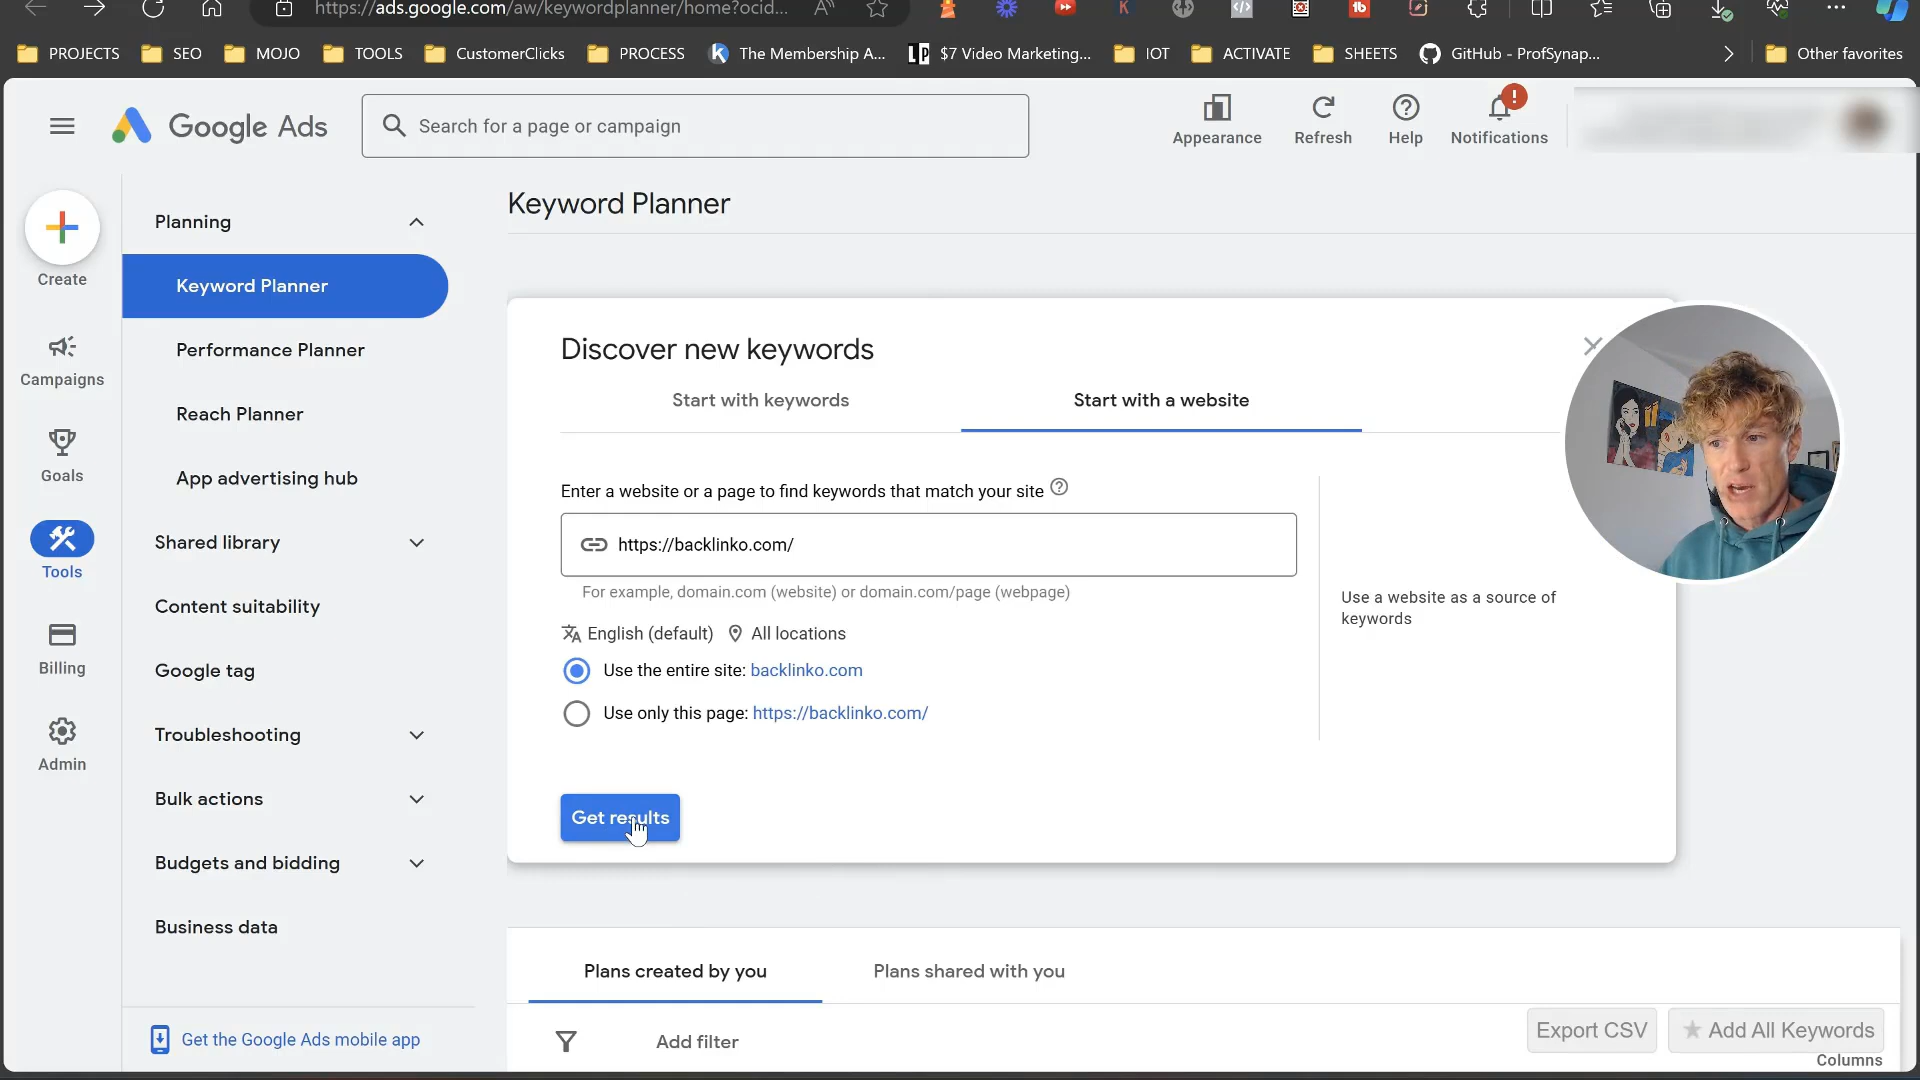 https://ads.google.com/aw/keywordplanner/home?ocid...
PROJECTS
SEO
MOJO
TOOLS
CustomerClicks
PROCESS
The Membership A...
$7 Video Marketing...
IOT
ACTIVATE
SHEETS
GitHub - ProfSynap...
Other favorites
Google Ads
Search for a page or campaign
Appearance
Refresh
Help
Notifications
Create
Campaigns
Goals
Tools
Billing
Admin
Planning
Keyword Planner
Performance Planner
Reach Planner
App advertising hub
Shared library
Content suitability
Google tag
Troubleshooting
Bulk actions
Budgets and bidding
Business data
Get the Google Ads mobile app
Keyword Planner
Discover new keywords
Start with keywords
Start with a website
Enter a website or a page to find keywords that match your site
https://backlinko.com/
For example, domain.com (website) or domain.com/page (webpage)
English (default)
All locations
Use the entire site: backlinko.com
Use only this page: https://backlinko.com/
Use a website as a source of
keywords
Get results
Plans created by you
Plans shared with you
Add filter
Export CSV
Add All Keywords
Columns